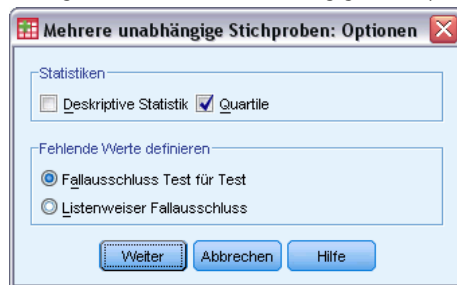 Mehrere unabhängige Stichproben: Optionen
Statistiken
Deskriptive Statistik Quartile
Fehlende Werte definieren
Fallausschluss Test für Test
Listenweiser Fallausschluss
Weiter Abbrechen Hilfe